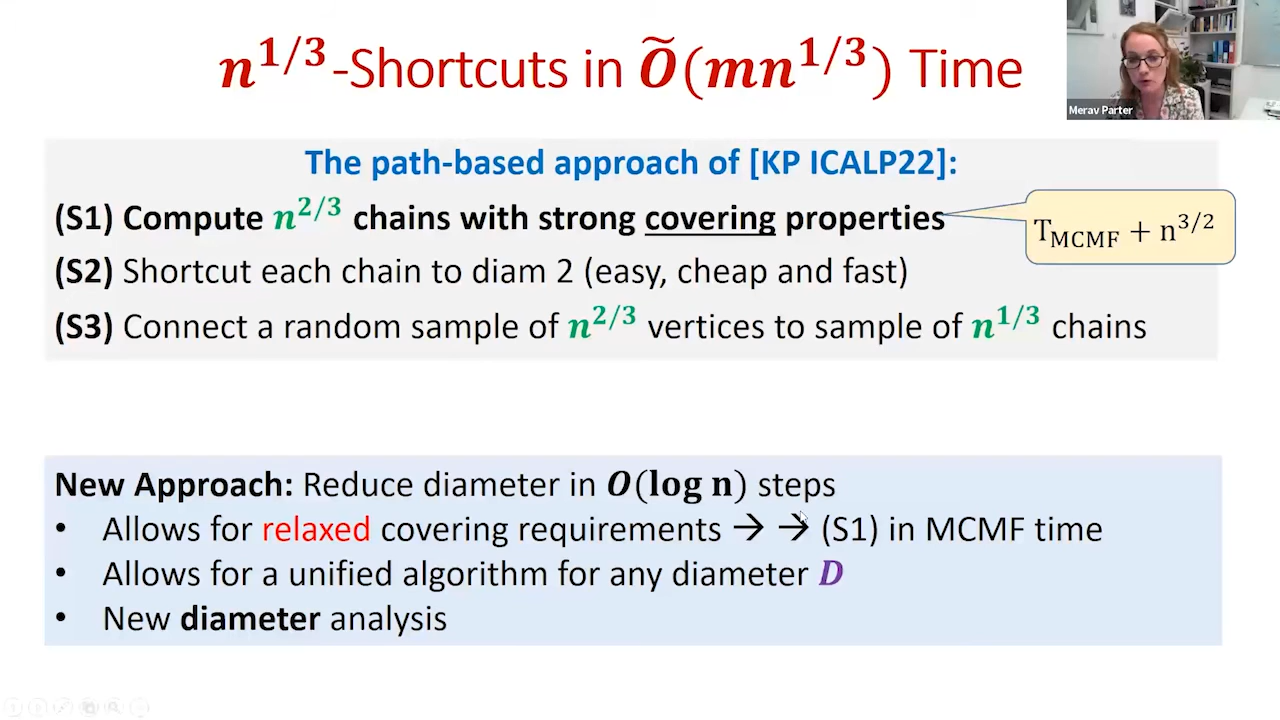 n^{1/3}-Shortcuts in Õ(mn^{1/3}) Time
Merav Parter
The path-based approach of [KP ICALP22]:
(S1) Compute n^{2/3} chains with strong covering properties
T_{MCMF} + n^{3/2}
(S2) Shortcut each chain to diam 2 (easy, cheap and fast)
(S3) Connect a random sample of n^{2/3} vertices to sample of n^{1/3} chains
New Approach: Reduce diameter in O(log n) steps
• Allows for relaxed covering requirements → → (S1) in MCMF time
• Allows for a unified algorithm for any diameter D
• New diameter analysis